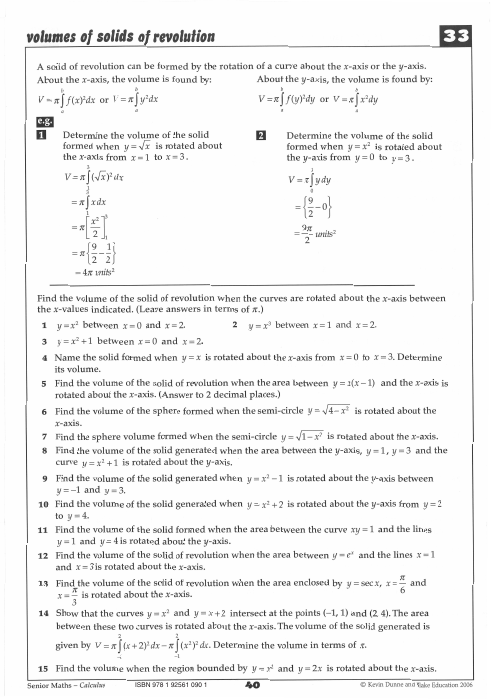 volumes of solids of revolution 33
A solid of revolution can be formed by the rotation of a curve about the x-axis or the y-axis.
About the x-axis, the volume is found by:
V = π∫ₐᵇ f(x)²dx or V = π∫ₐᵇ y²dx
About the y-axis, the volume is found by:
V = π∫ₐᵇ f(y)²dy or V = π∫ₐᵇ x²dy
e.g.
1 Determine the volume of the solid
formed when y = √x is rotated about
the x-axis from x = 1 to x = 3.
V = π∫₁³ (√x)² dx
= π∫₁³ x dx
= π[x²/2]₁³
= π{9/2 − 1/2}
= 4π units²
2 Determine the volume of the solid
formed when y = x² is rotated about
the y-axis from y = 0 to y = 3.
V = π∫₀³ y dy
= {9/2 − 0}
= 9π/2 units²
Find the volume of the solid of revolution when the curves are rotated about the x-axis between
the x-values indicated. (Leave answers in terms of π.)
1 y = x² between x = 0 and x = 2. 2 y = x³ between x = 1 and x = 2.
3 y = x² + 1 between x = 0 and x = 2.
4 Name the solid formed when y = x is rotated about the x-axis from x = 0 to x = 3. Determine
its volume.
5 Find the volume of the solid of revolution when the area between y = x(x − 1) and the x-axis is
rotated about the x-axis. (Answer to 2 decimal places.)
6 Find the volume of the sphere formed when the semi-circle y = √(4 − x²) is rotated about the
x-axis.
7 Find the sphere volume formed when the semi-circle y = √(1 − x²) is rotated about the x-axis.
8 Find the volume of the solid generated when the area between the y-axis, y = 1, y = 3 and the
curve y = x² + 1 is rotated about the y-axis.
9 Find the volume of the solid generated when y = x² − 1 is rotated about the y-axis between
y = −1 and y = 3.
10 Find the volume of the solid generated when y = x² + 2 is rotated about the y-axis from y = 2
to y = 4.
11 Find the volume of the solid formed when the area between the curve xy = 1 and the lines
y = 1 and y = 4 is rotated about the y-axis.
12 Find the volume of the solid of revolution when the area between y = eˣ and the lines x = 1
and x = 3 is rotated about the x-axis.
13 Find the volume of the solid of revolution when the area enclosed by y = sec x, x = π/6 and
x = π/3 is rotated about the x-axis.
14 Show that the curves y = x² and y = x + 2 intersect at the points (−1, 1) and (2, 4). The area
between these two curves is rotated about the x-axis. The volume of the solid generated is
given by V = π∫₋₁² (x + 2)² dx − π∫₋₁² (x²)² dx. Determine the volume in terms of π.
15 Find the volume when the region bounded by y = x² and y = 2x is rotated about the x-axis.
Senior Maths – Calculus ISBN 978 1 92561 090 1 40 © Kevin Dunne and Wake Education 2006